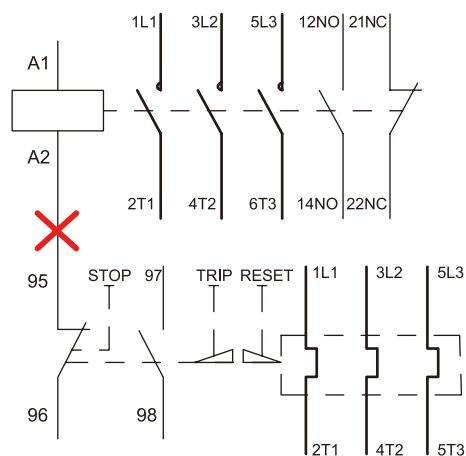 1L1 3L2 5L3 12NO 21NC
A1
A2
2T1 4T2 6T3 14NO 22NC
95 STOP 97 TRIP RESET 1L1 3L2 5L3
96 98
2T1 4T2 5T3